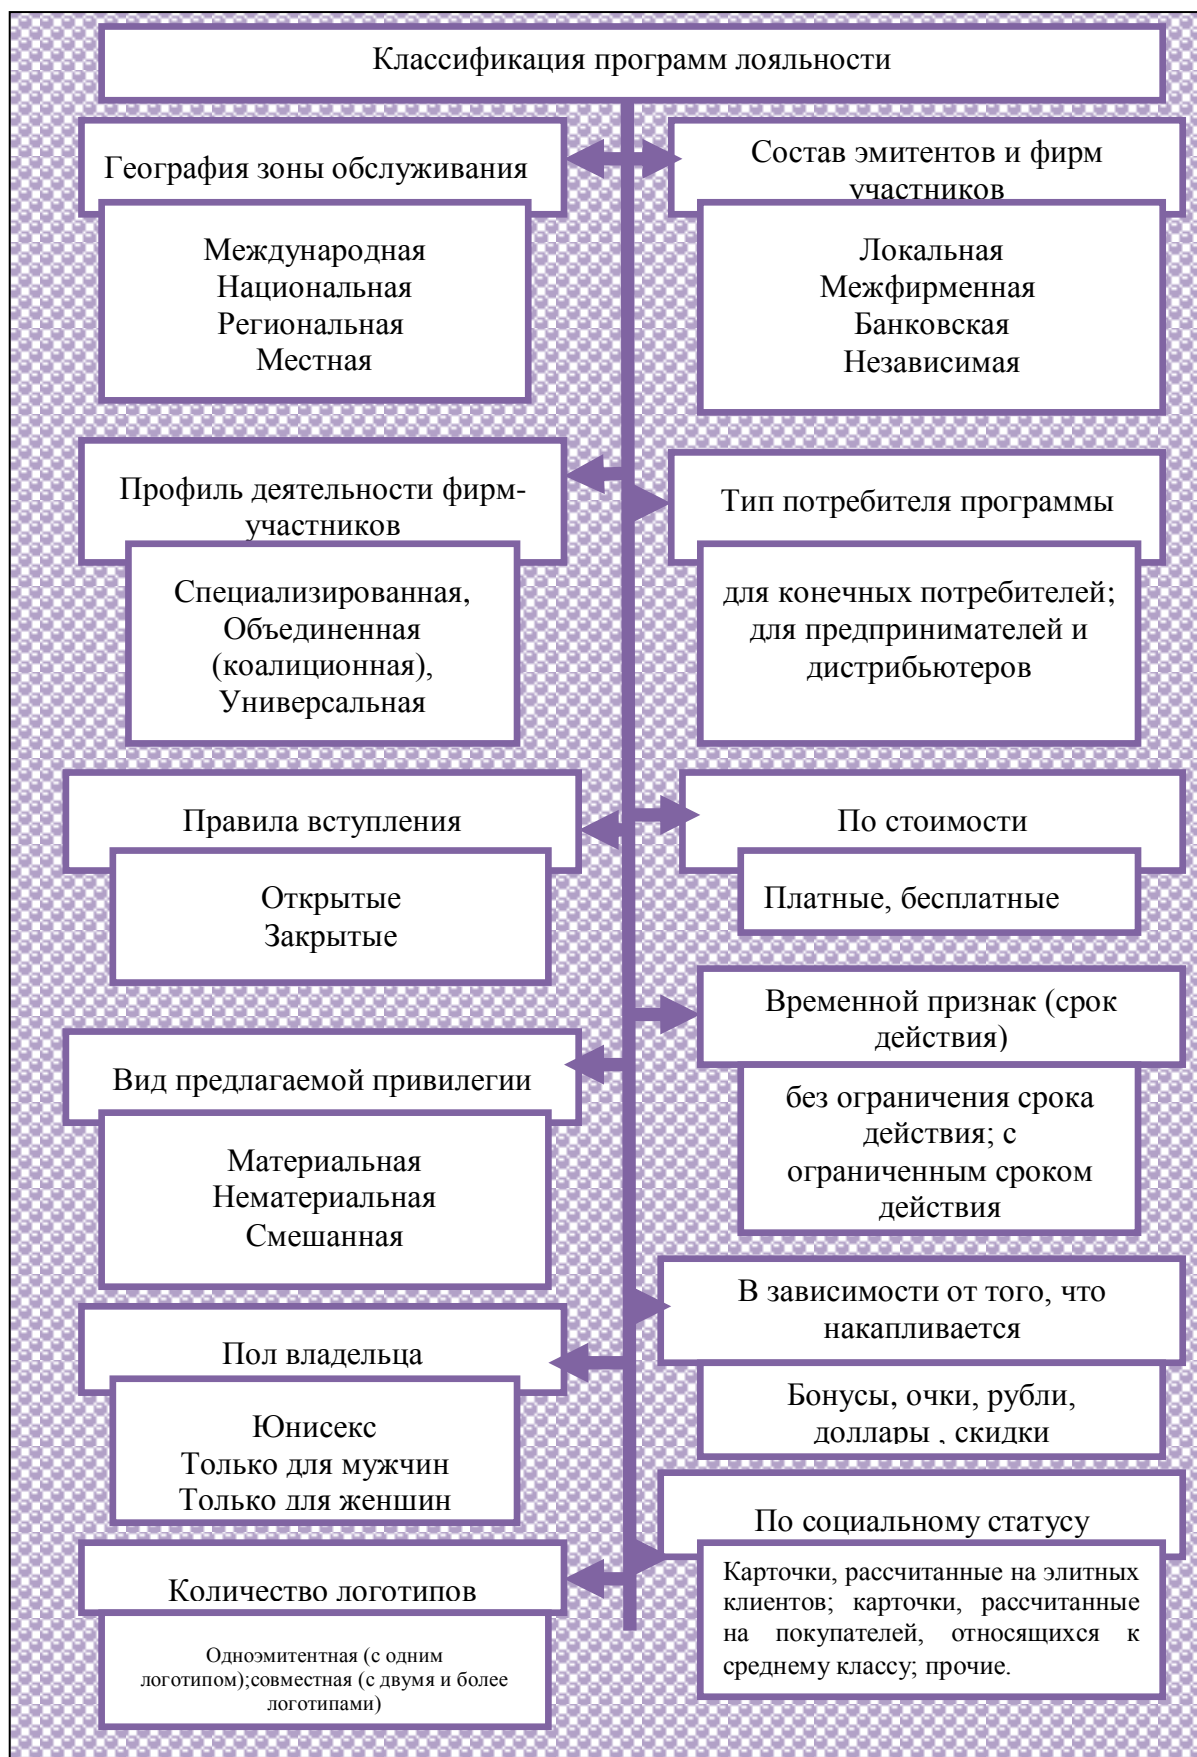 Классификация программ лояльности
География зоны обслуживания
Международная
Национальная
Региональная
Местная
Состав эмитентов и фирм
участников
Локальная
Межфирменная
Банковская
Независимая
Профиль деятельности фирм-
участников
Специализированная,
Объединенная
(коалиционная),
Универсальная
Тип потребителя программы
для конечных потребителей;
для предпринимателей и
дистрибьютеров
Правила вступления
Открытые
Закрытые
По стоимости
Платные, бесплатные
Временной признак (срок
действия)
без ограничения срока
действия; с
ограниченным сроком
действия
Вид предлагаемой привилегии
Материальная
Нематериальная
Смешанная
В зависимости от того, что
накапливается
Бонусы, очки, рубли,
доллары , скидки
Пол владельца
Юнисекс
Только для мужчин
Только для женщин
По социальному статусу
Карточки, рассчитанные на элитных
клиентов; карточки, рассчитанные
на покупателей, относящихся к
среднему классу; прочие.
Количество логотипов
Одноэмитентная (с одним
логотипом);совместная (с двумя и более
логотипами)